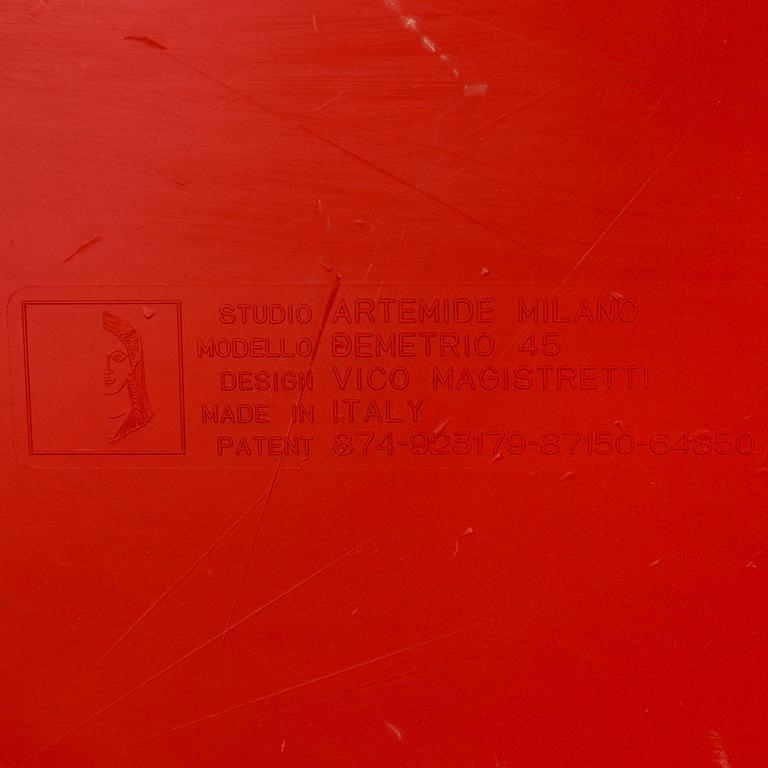 STUDIO ARTEMIDE MILANO
MODELLO DEMETRIO 45
DESIGN VICO MAGISTRETTI
MADE IN ITALY
PATENT 874-923179-87150-64850